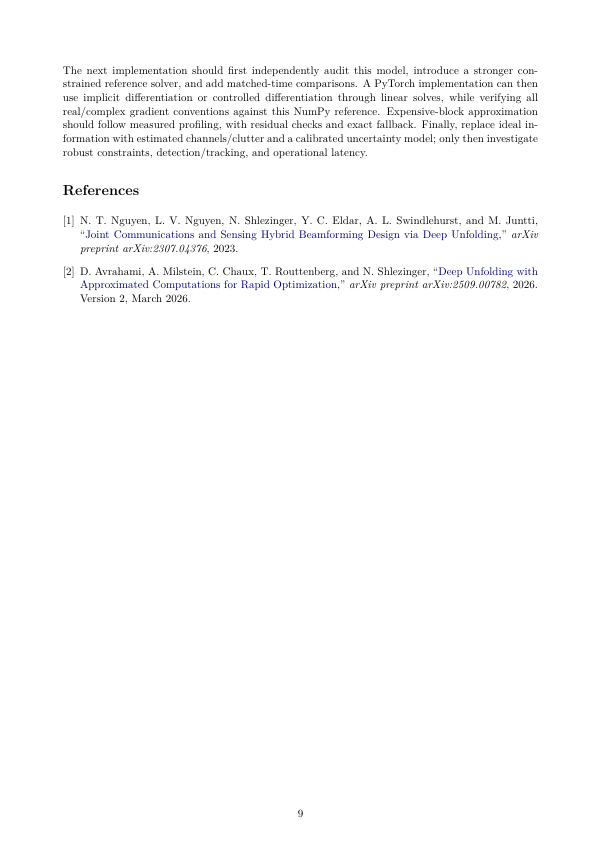 The next implementation should first independently audit this model, introduce a stronger con-
strained reference solver, and add matched-time comparisons. A PyTorch implementation can then
use implicit differentiation or controlled differentiation through linear solves, while verifying all
real/complex gradient conventions against this NumPy reference. Expensive-block approximation
should follow measured profiling, with residual checks and exact fallback. Finally, replace ideal in-
formation with estimated channels/clutter and a calibrated uncertainty model; only then investigate
robust constraints, detection/tracking, and operational latency.
References
[1] N. T. Nguyen, L. V. Nguyen, N. Shlezinger, Y. C. Eldar, A. L. Swindlehurst, and M. Juntti,
“Joint Communications and Sensing Hybrid Beamforming Design via Deep Unfolding,” arXiv
preprint arXiv:2307.04376, 2023.
[2] D. Avrahami, A. Milstein, C. Chaux, T. Routtenberg, and N. Shlezinger, “Deep Unfolding with
Approximated Computations for Rapid Optimization,” arXiv preprint arXiv:2509.00782, 2026.
Version 2, March 2026.
9